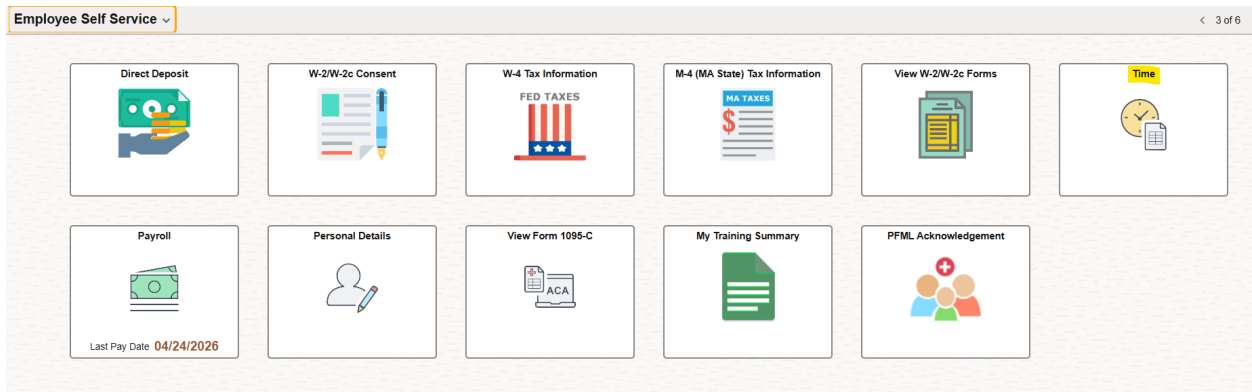 Employee Self Service
3 of 6
Direct Deposit
W-2/W-2c Consent
W-4 Tax Information
FED TAXES
M-4 (MA State) Tax Information
MA TAXES
$
View W-2/W-2c Forms
Time
Payroll
Last Pay Date 04/24/2026
Personal Details
View Form 1095-C
ACA
My Training Summary
PFML Acknowledgement